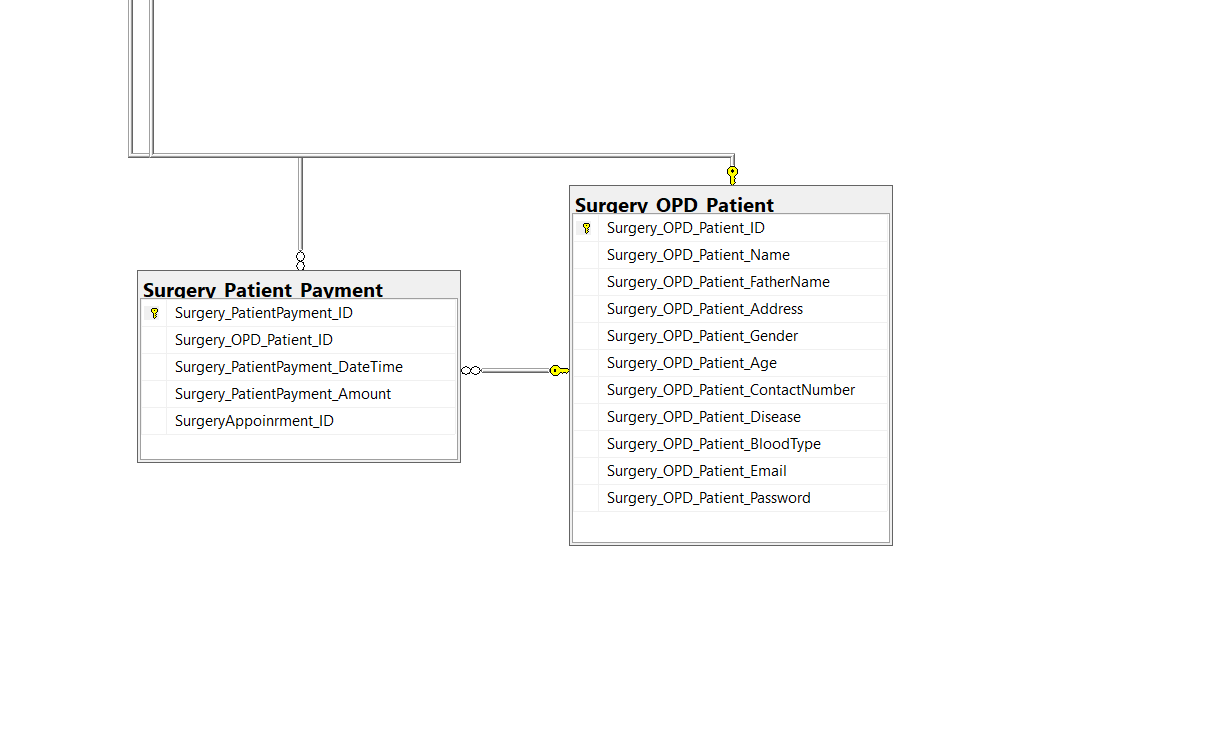 Surgery_OPD_Patient
Surgery_OPD_Patient_ID
Surgery_OPD_Patient_Name
Surgery_OPD_Patient_FatherName
Surgery_OPD_Patient_Address
Surgery_OPD_Patient_Gender
Surgery_OPD_Patient_Age
Surgery_OPD_Patient_ContactNumber
Surgery_OPD_Patient_Disease
Surgery_OPD_Patient_BloodType
Surgery_OPD_Patient_Email
Surgery_OPD_Patient_Password
Surgery_Patient_Payment
Surgery_PatientPayment_ID
Surgery_OPD_Patient_ID
Surgery_PatientPayment_DateTime
Surgery_PatientPayment_Amount
SurgeryAppoinrment_ID